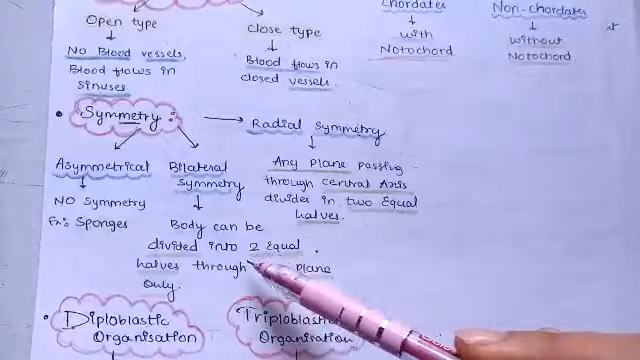 Chordates
Non-Chordates
Open type
Close type
with
Notochord
without
Notochord
No Blood vessels.
Blood flows in
sinuses
Blood flows in
closed vessels.
• Symmetry :
Radial symmetry
Asymmetrical
Bilateral
symmetry
Any plane passing
through central Axis
divides in two Equal
halves.
NO symmetry
Ex: Sponges
Body can be
divided into 2 Equal
halves through plane
only.
• Diploblastic
Organisation
Triploblastic
Organisation